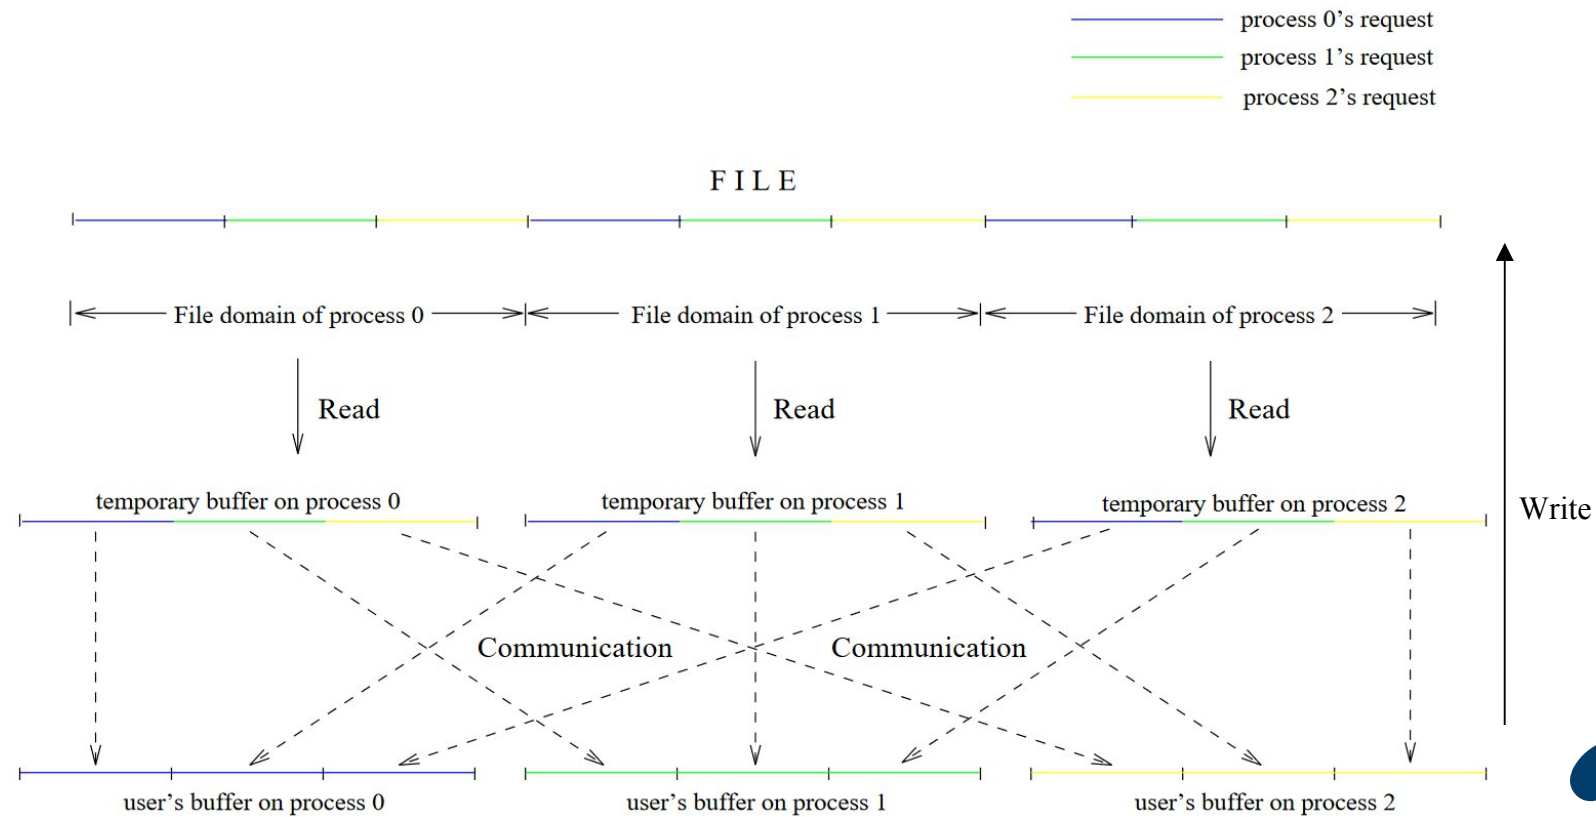 process 0’s request
process 1’s request
process 2’s request
F I L E
File domain of process 0
File domain of process 1
File domain of process 2
Read
Read
Read
temporary buffer on process 0
temporary buffer on process 1
temporary buffer on process 2
Write
Communication
Communication
user’s buffer on process 0
user’s buffer on process 1
user’s buffer on process 2